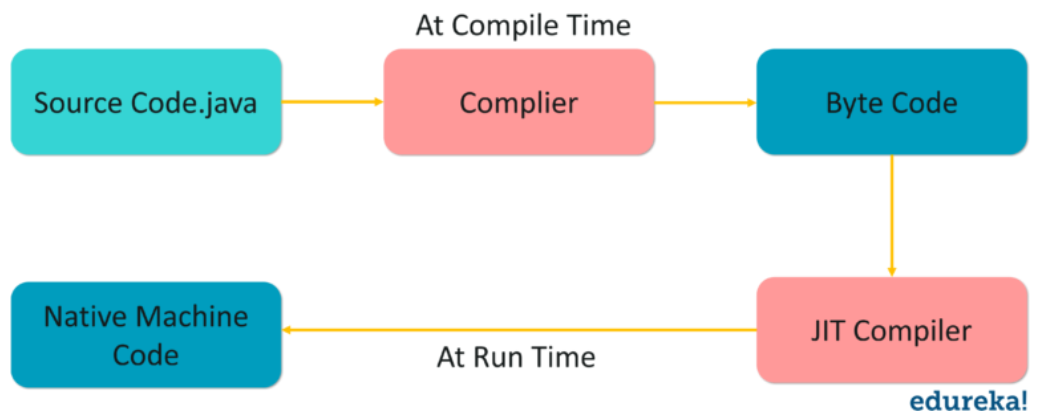 At Compile Time
Source Code.java
Complier
Byte Code
Native Machine
Code
At Run Time
JIT Compiler
edureka!